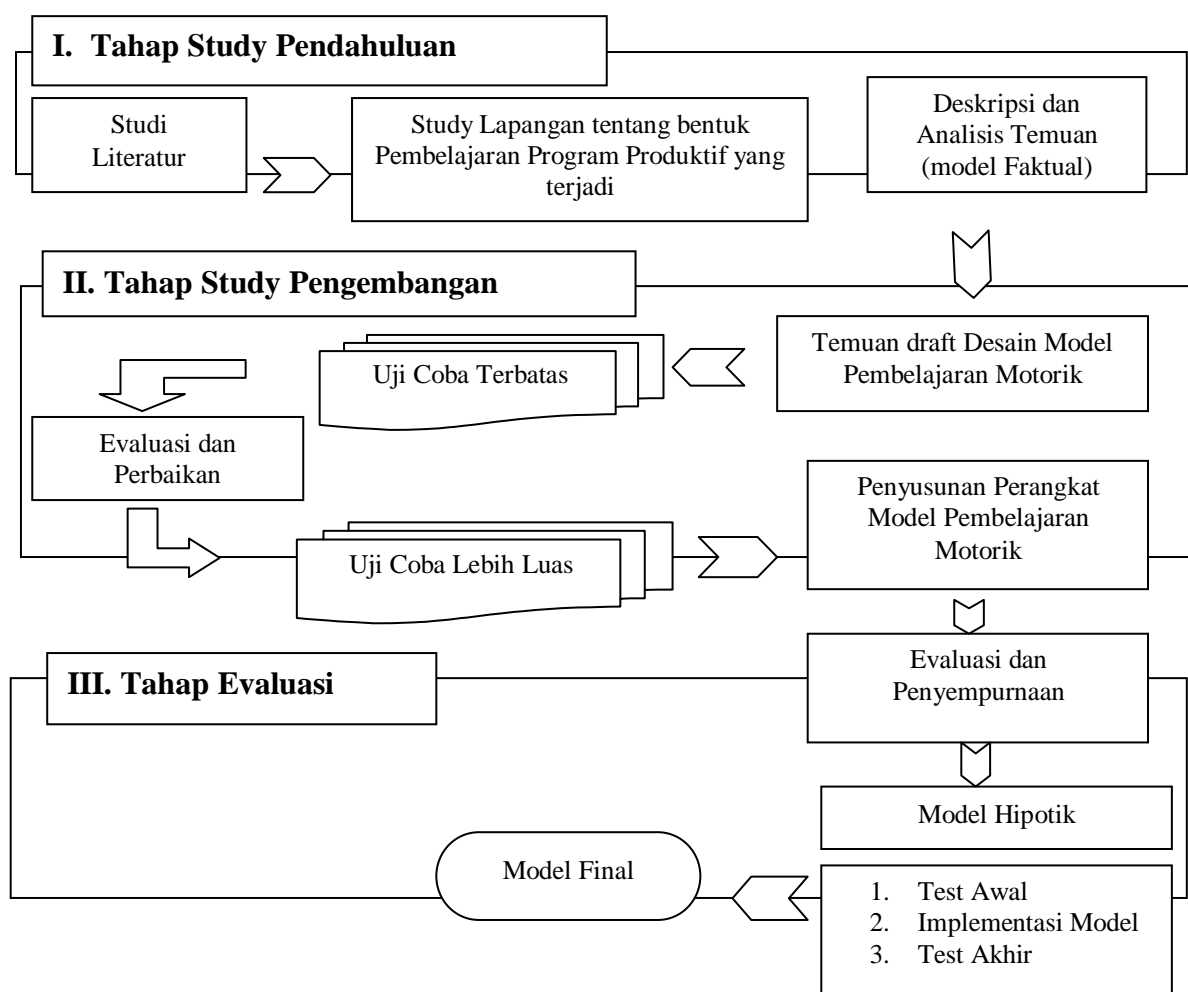 I. Tahap Study Pendahuluan
Studi
Literatur
Study Lapangan tentang bentuk
Pembelajaran Program Produktif yang
terjadi
Deskripsi dan
Analisis Temuan
(model Faktual)
II. Tahap Study Pengembangan
Temuan draft Desain Model
Pembelajaran Motorik
Uji Coba Terbatas
Evaluasi dan
Perbaikan
Uji Coba Lebih Luas
Penyusunan Perangkat
Model Pembelajaran
Motorik
Evaluasi dan
Penyempurnaan
III. Tahap Evaluasi
Model Hipotik
1. Test Awal
2. Implementasi Model
3. Test Akhir
Model Final